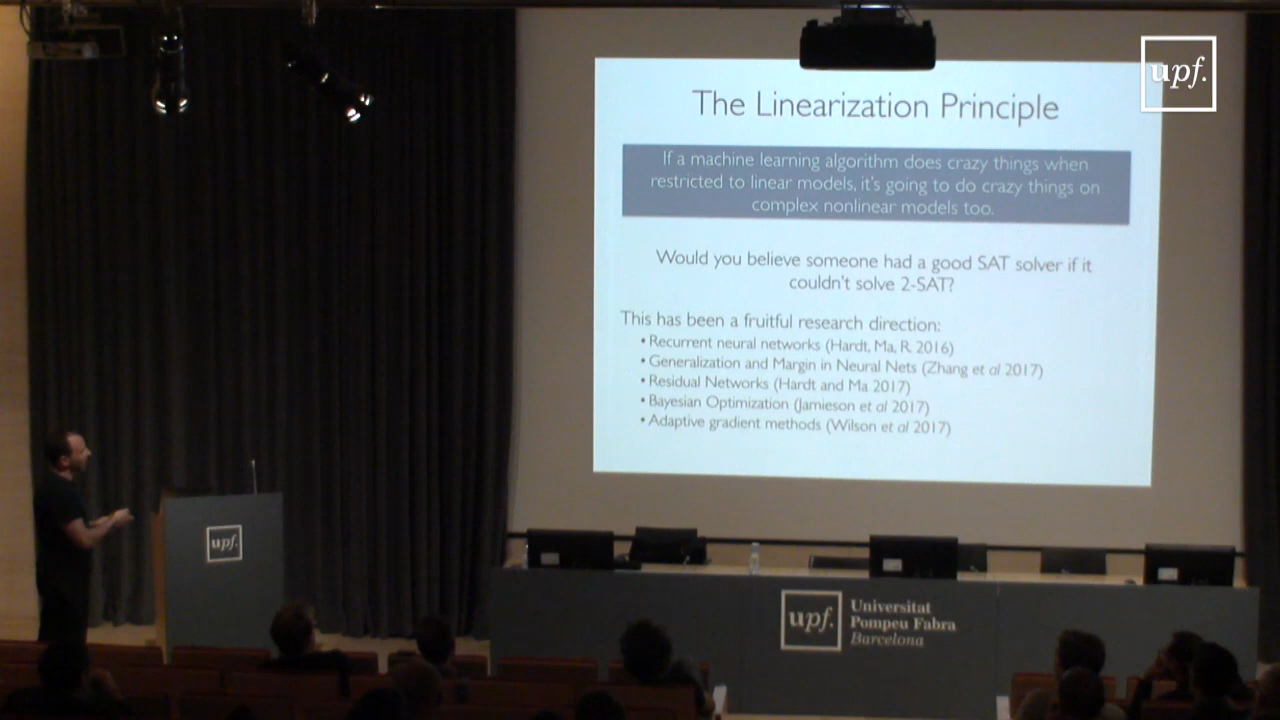 upf.
The Linearization Principle
If a machine learning algorithm does crazy things when
restricted to linear models, it's going to do crazy things on
complex nonlinear models too.
Would you believe someone had a good SAT solver if it
couldn't solve 2-SAT?
This has been a fruitful research direction:
• Recurrent neural networks (Hardt, Ma, R. 2016)
• Generalization and Margin in Neural Nets (Zhang et al 2017)
• Residual Networks (Hardt and Ma 2017)
• Bayesian Optimization (Jamieson et al 2017)
• Adaptive gradient methods (Wilson et al 2017)
upf.
upf.
Universitat
Pompeu Fabra
Barcelona